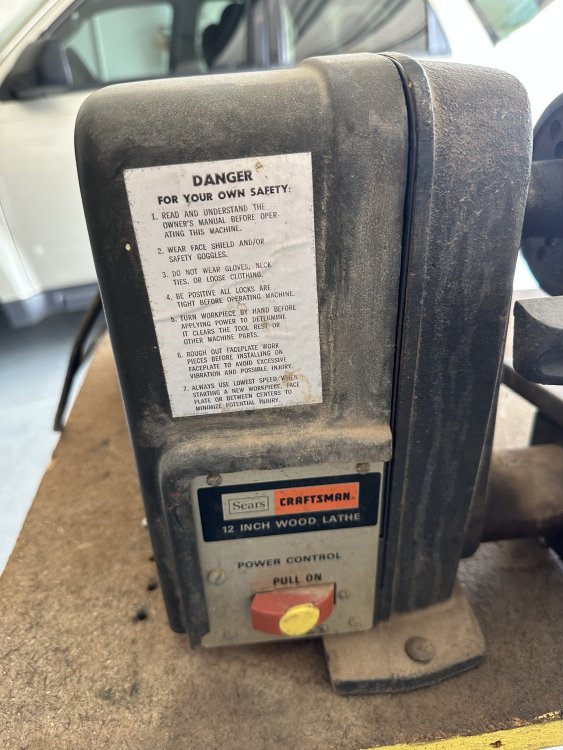 DANGER
FOR YOUR OWN SAFETY:
1. READ AND UNDERSTAND THE
OWNER'S MANUAL BEFORE OPER-
ATING THIS MACHINE.
2. WEAR FACE SHIELD AND/OR
SAFETY GOGGLES.
3. DO NOT WEAR GLOVES, NECK
TIES, OR LOOSE CLOTHING.
4. BE POSITIVE ALL LOCKS ARE
TIGHT BEFORE OPERATING MACHINE.
5. TURN WORKPIECE BY HAND BEFORE
APPLYING POWER TO DETERMINE
IT CLEARS THE TOOL REST OR
OTHER MACHINE PARTS.
6. ROUGH OUT FACEPLATE WORK
PIECES BEFORE INSTALLING ON
FACEPLATE TO AVOID EXCESSIVE
VIBRATION AND POSSIBLE INJURY.
7. ALWAYS USE LOWEST SPEED WHEN
STARTING A NEW WORKPIECE, FACE
PLATE OR BETWEEN CENTERS TO
MINIMIZE POTENTIAL INJURY.
Sears CRAFTSMAN
12 INCH WOOD LATHE
POWER CONTROL
PULL ON